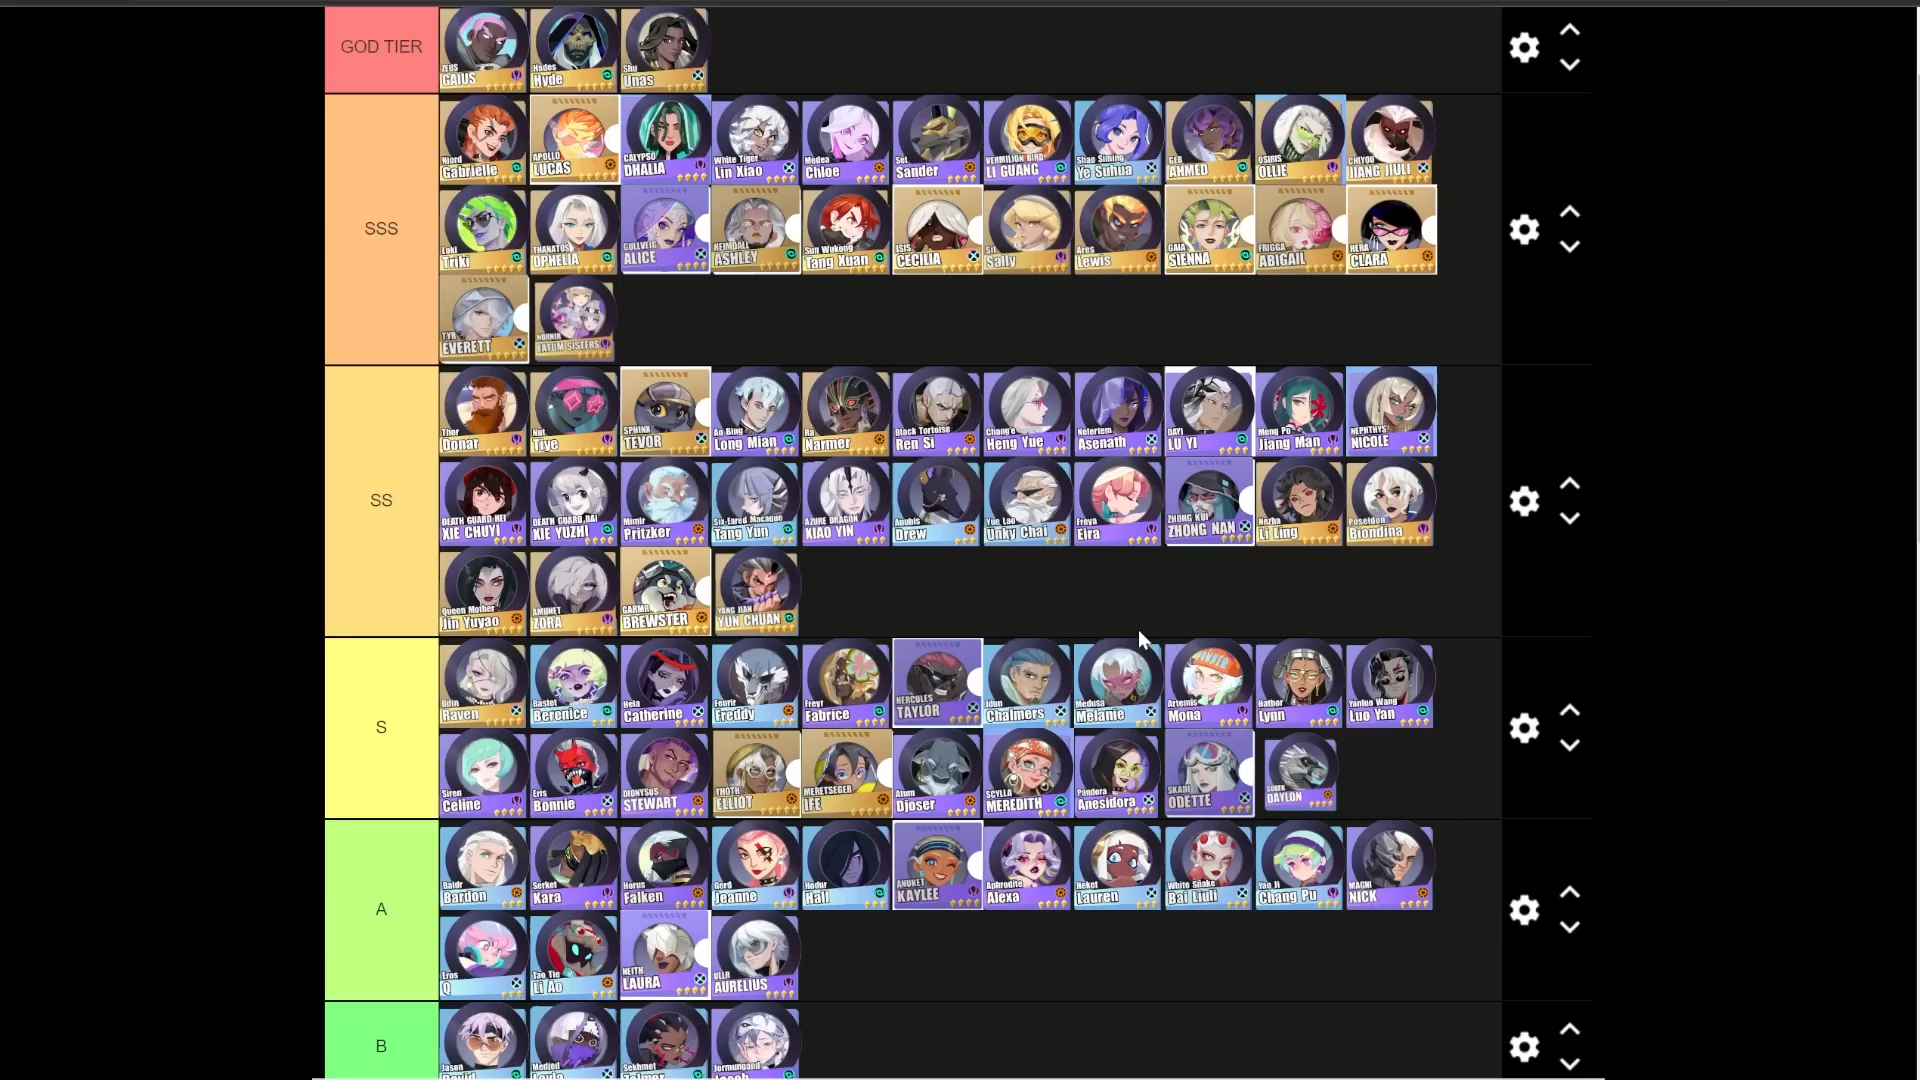 GOD TIER
ZEUS
GAIUS
Hades
Hyde
Shu
Unas
SSS
Njord
Gabrielle
APOLLO
LUCAS
CALYPSO
DHALIA
White Tiger
Lin Xiao
Medea
Chloe
Set
Sander
VERMILION BIRD
LI GUANG
Shao Siming
Ye Suhua
GEB
AHMED
OSIRIS
OLLIE
CHIYOU
JIANG JIULI
Loki
Triki
THANATOS
OPHELIA
GULLVEIG
ALICE
HEIMDALL
ASHLEY
Sun Wukong
Tang Xuan
ISIS
CECILIA
Sif
Sally
Ares
Lewis
GAIA
SIENNA
FRIGGA
ABIGAIL
HERA
CLARA
TYR
EVERETT
NORNIR
TATUM SISTERS
SS
Thor
Donar
Nut
Tiye
SPHINX
TEVOR
Ao Bing
Long Mian
Ra
Narmer
Black Tortoise
Ren Si
Chang'e
Heng Yue
Nefertem
Asenath
DAYI
LU YI
Meng Po
Jiang Man
NEPHTHYS
NICOLE
DEATH GUARD HEI
XIE CHUYI
DEATH GUARD BAI
XIE YUZHI
Mimir
Pritzker
Six-Eared Macaque
Tang Yun
AZURE DRAGON
XIAO YIN
Anubis
Drew
Yue Lao
Unky Chai
Freya
Eira
ZHONG KUI
ZHONG NAN
Nezha
Li Ling
Poseidon
Biondina
Queen Mother
Jin Yuyao
AMUNET
ZORA
GARMR
BREWSTER
YANG JIAN
YUN CHUAN
S
Odin
Raven
Bastet
Berenice
Hela
Catherine
Fenrir
Freddy
Freyr
Fabrice
HERCULES
TAYLOR
Idun
Chalmers
Medusa
Melanie
Artemis
Mona
Hathor
Lynn
Yanluo Wang
Luo Yan
Siren
Celine
Eris
Bonnie
DIONYSUS
STEWART
THOTH
ELLIOT
MERETSEGER
IFE
Atum
Djoser
SCYLLA
MEREDITH
Pandora
Anesidora
SKADI
ODETTE
SOBEK
DAYLON
A
Baldr
Bardon
Serket
Kara
Horus
Falken
Gerd
Jeanne
Hodur
Hall
ANUKET
KAYLEE
Aphrodite
Alexa
Heket
Lauren
White Snake
Bai Liuli
Yao Ji
Chang Pu
MAGNI
NICK
Eros
Q
Tao Tie
Li Ao
NEITH
LAURA
ULLR
AURELIUS
B
Jason
Medjed
Sekhmet
Jormungand